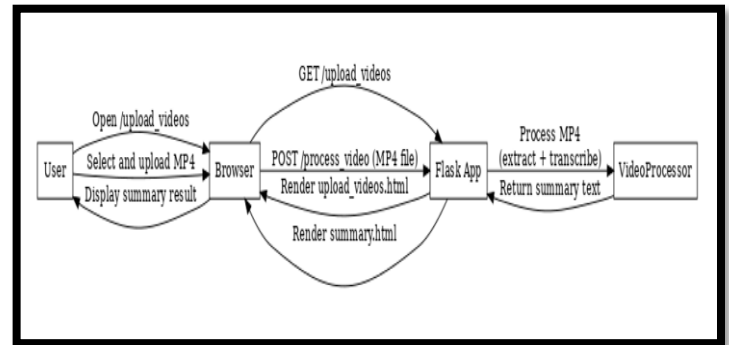 GET /upload_videos
Open /upload_videos
Process MP4
(extract + transcribe)
User
Select and upload MP4
Browser
POST /process_video (MP4 file)
Flask App
VideoProcessor
Display summary result
Render upload_videos.html
Return summary text
Render summary.html